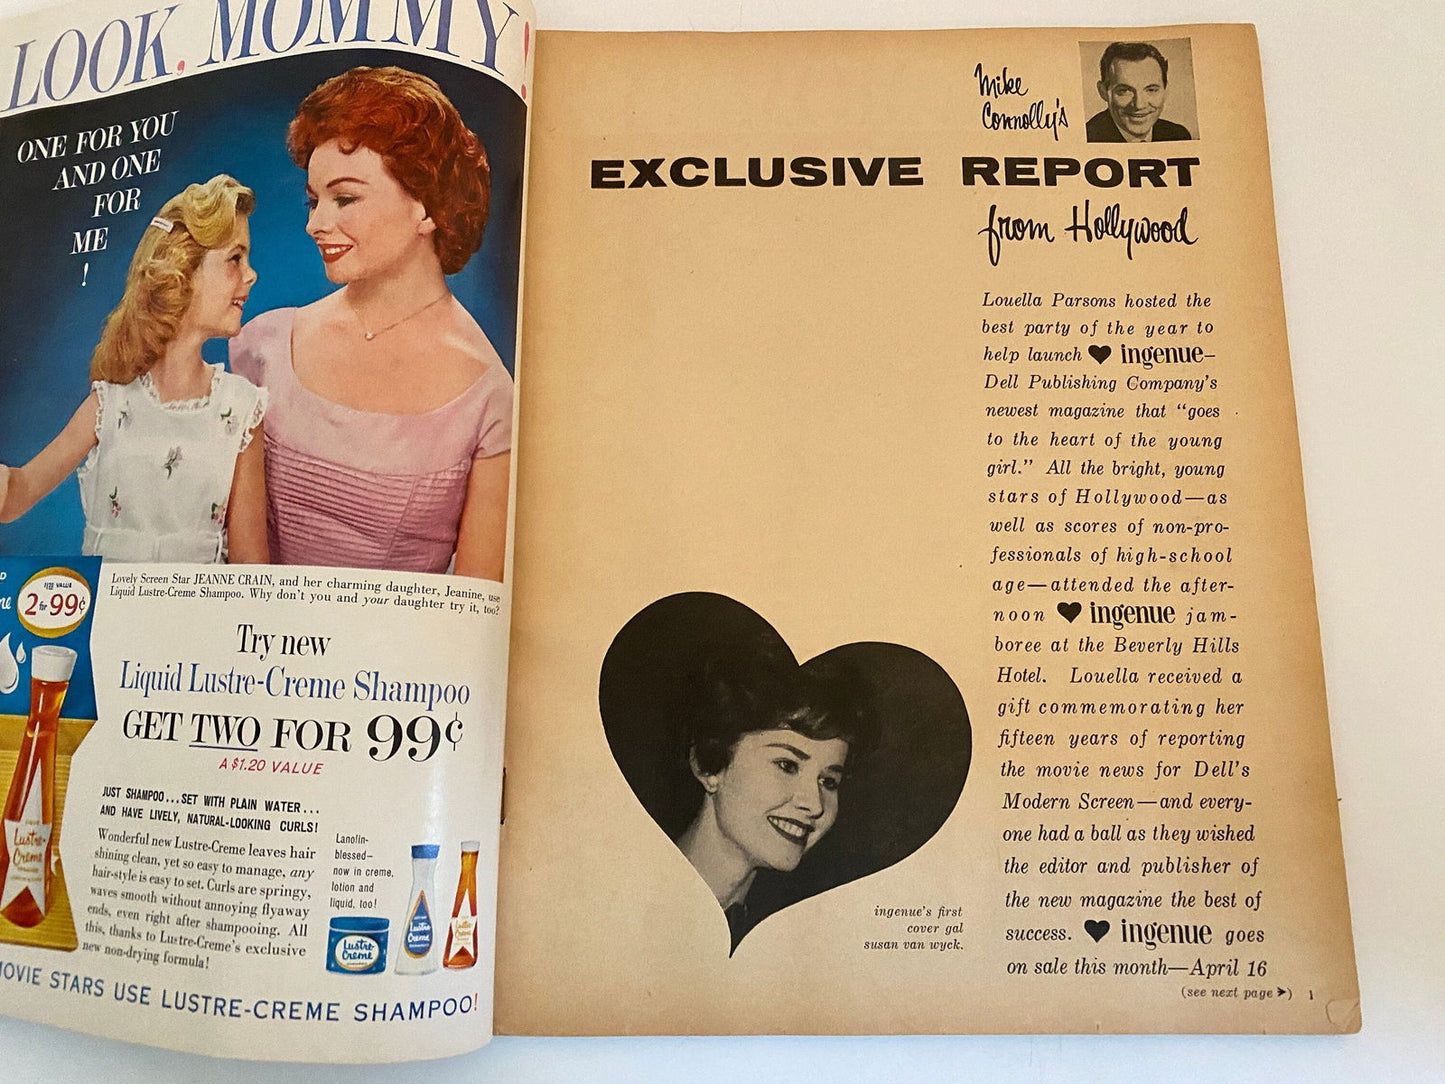 LOOK, MOMMY!
ONE FOR YOU
AND ONE
FOR
ME
!
Lovely Screen Star JEANNE CRAIN, and her charming daughter, Jeanine, use
Liquid Lustre-Creme Shampoo. Why don't you and your daughter try it, too?
VALUE
2 for 99¢
Try new
Liquid Lustre-Creme Shampoo
GET TWO FOR 99¢
A $1.20 VALUE
JUST SHAMPOO...SET WITH PLAIN WATER...
AND HAVE LIVELY, NATURAL-LOOKING CURLS!
Wonderful new Lustre-Creme leaves hair
shining clean, yet so easy to manage, any
hair-style is easy to set. Curls are springy,
waves smooth without annoying flyaway
ends, even right after shampooing. All
this, thanks to Lustre-Creme's exclusive
new non-drying formula!
Lanolin-
blessed—
now in creme,
lotion and
liquid, too!
Lustre-
Creme
Lustre-
Creme
Lustre-
Creme
Lustre-
Creme
MOVIE STARS USE LUSTRE-CREME SHAMPOO!
Mike
Connolly's
EXCLUSIVE REPORT
from Hollywood
Louella Parsons hosted the
best party of the year to
help launch ♥ ingenue—
Dell Publishing Company's
newest magazine that "goes
to the heart of the young
girl." All the bright, young
stars of Hollywood—as
well as scores of non-pro-
fessionals of high-school
age—attended the after-
noon ♥ ingenue jam-
boree at the Beverly Hills
Hotel. Louella received a
gift commemorating her
fifteen years of reporting
the movie news for Dell's
Modern Screen—and every-
one had a ball as they wished
the editor and publisher of
the new magazine the best of
success. ♥ ingenue goes
on sale this month—April 16
(see next page ➤) 1
ingenue's first
cover gal
susan van wyck.